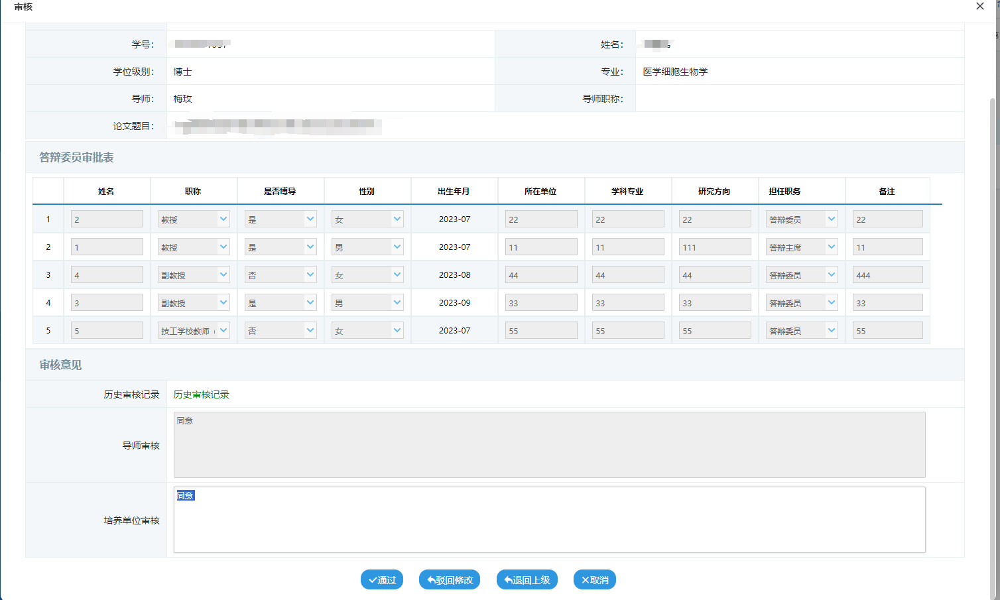 审核
学号：
姓名：
学位级别： 博士 专业： 医学细胞生物学
导师： 梅玫 导师职称：
论文题目：
答辩委员审批表
姓名 职称 是否博导 性别 出生年月 所在单位 学科专业 研究方向 担任职务 备注
1 2 教授 是 女 2023-07 22 22 22 答辩委员 22
2 1 教授 是 男 2023-07 11 11 111 答辩主席 11
3 4 副教授 否 女 2023-08 44 44 44 答辩委员 444
4 3 副教授 是 男 2023-09 33 33 33 答辩委员 33
5 5 技工学校教师（ 否 女 2023-07 55 55 55 答辩委员 55
审核意见
历史审核记录 历史审核记录
导师审核 同意
培养单位审核 同意
通过 驳回修改 退回上级 取消